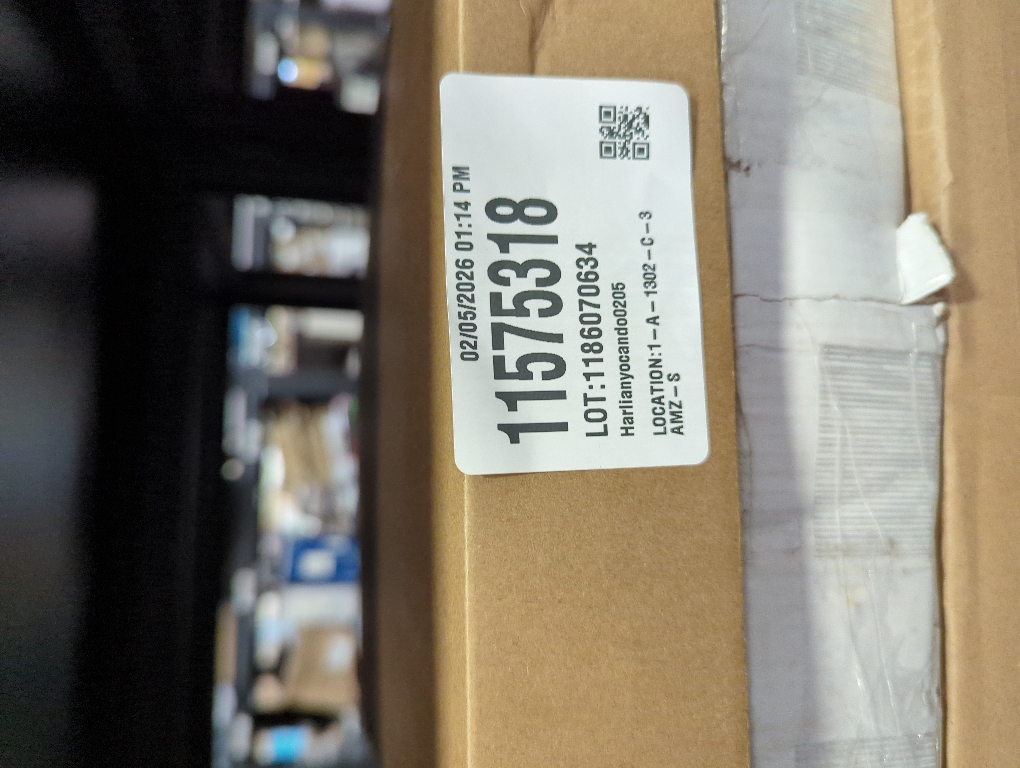 02/05/2026 01:14 PM
11575318
LOT:1186070634
Harlianyocando0205
LOCATION:1-A-1302-C-3
AMZ-S